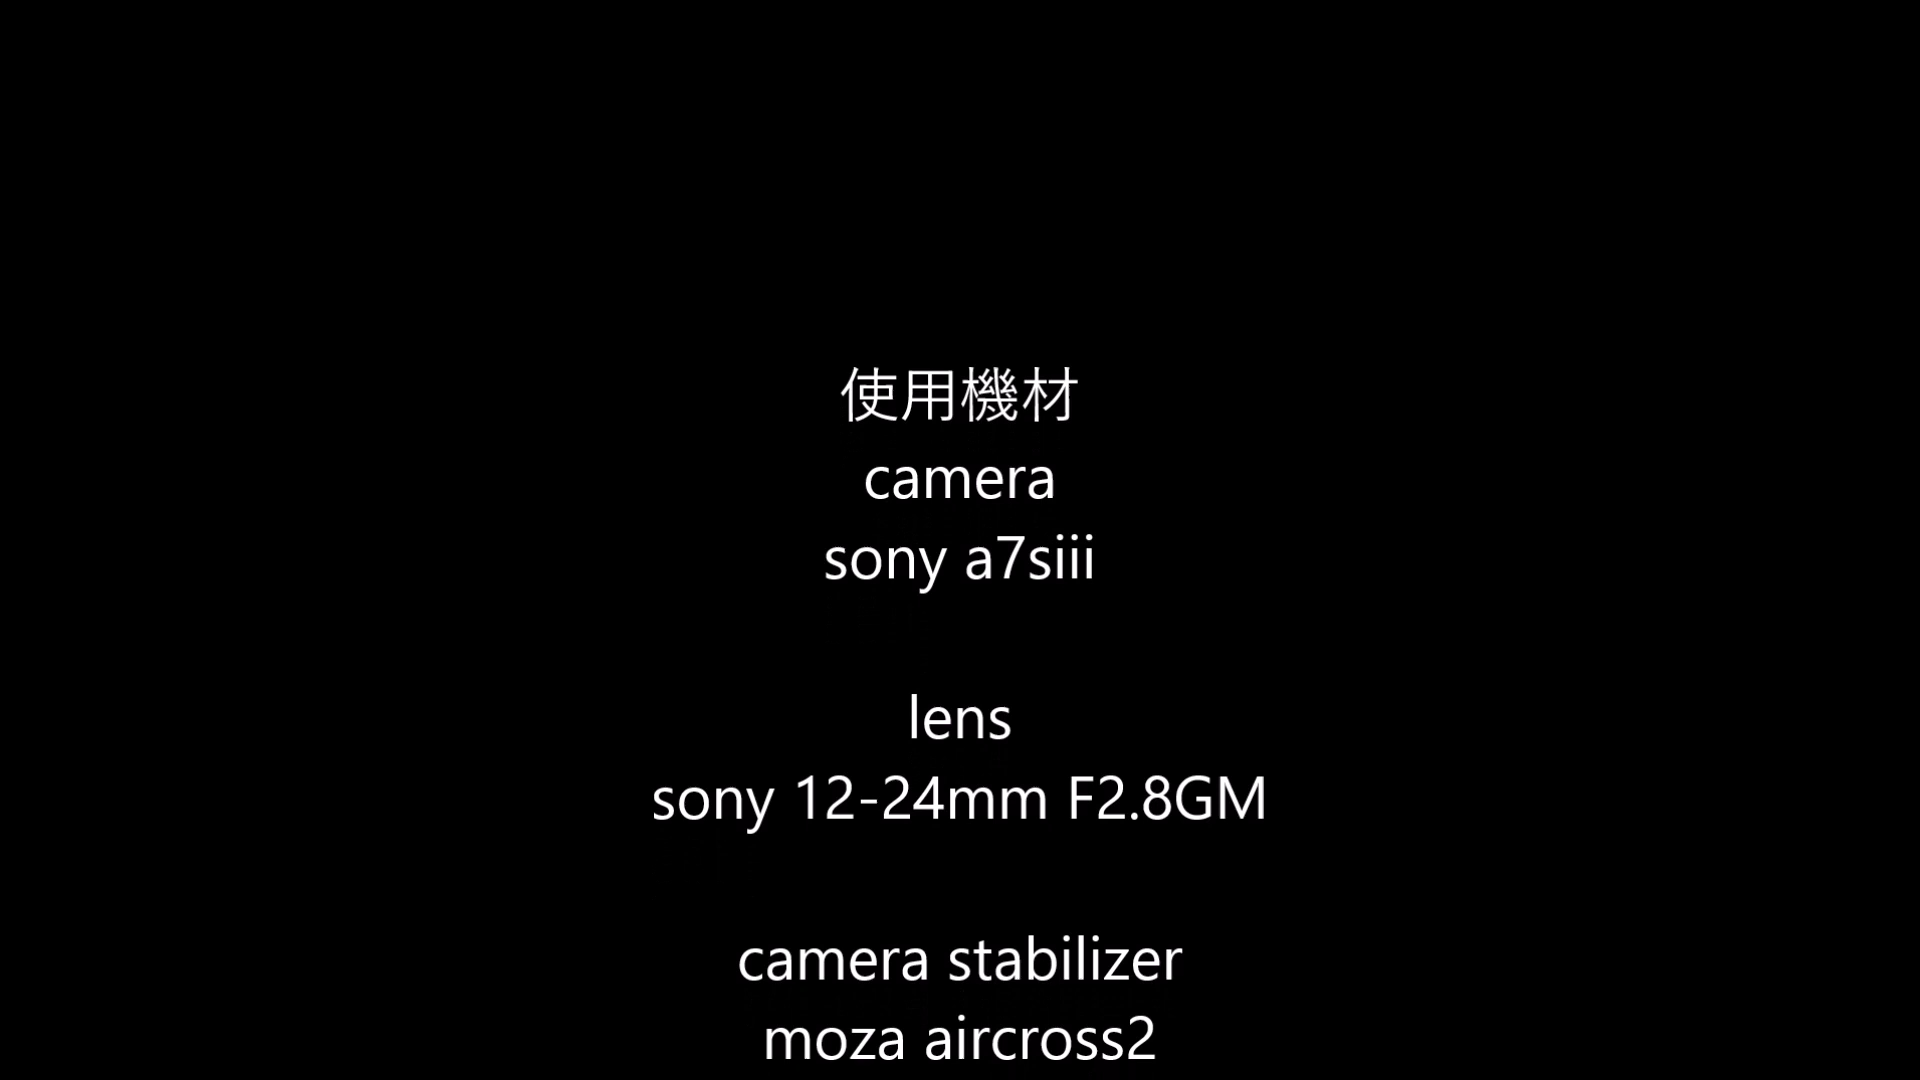 使用機材
camera
sony a7siii
lens
sony 12-24mm F2.8GM
camera stabilizer
moza aircross2